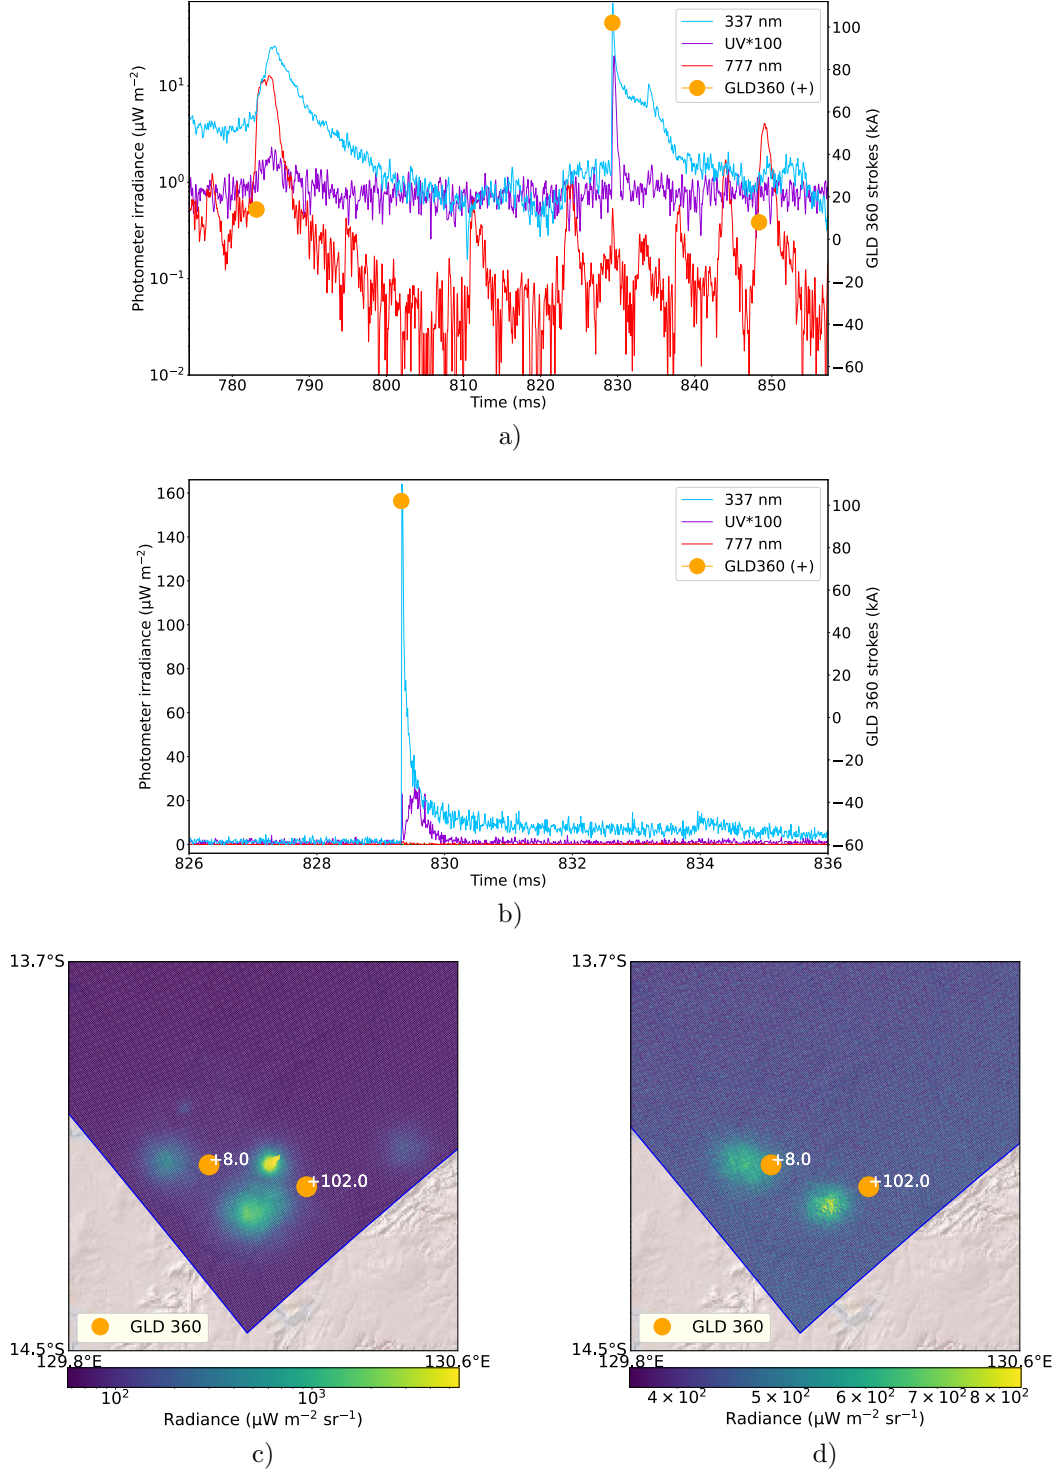 Photometer irradiance (µW m⁻²)
10¹
10⁰
10⁻¹
10⁻²
337 nm
UV*100
777 nm
GLD360 (+)
100
80
60
40
20
0
−20
−40
−60
GLD 360 strokes (kA)
780 790 800 810 820 830 840 850
Time (ms)
a)
Photometer irradiance (µW m⁻²)
160
140
120
100
80
60
40
20
0
337 nm
UV*100
777 nm
GLD360 (+)
100
80
60
40
20
0
−20
−40
−60
GLD 360 strokes (kA)
826 828 830 832 834 836
Time (ms)
b)
13.7°S
+8.0
+102.0
GLD 360
14.5°S
129.8°E 130.6°E
10² 10³
Radiance (µW m⁻² sr⁻¹)
c)
13.7°S
+8.0
+102.0
GLD 360
14.5°S
129.8°E 130.6°E
4 × 10² 5 × 10² 6 × 10² 7 × 10² 8 × 10²
Radiance (µW m⁻² sr⁻¹)
d)